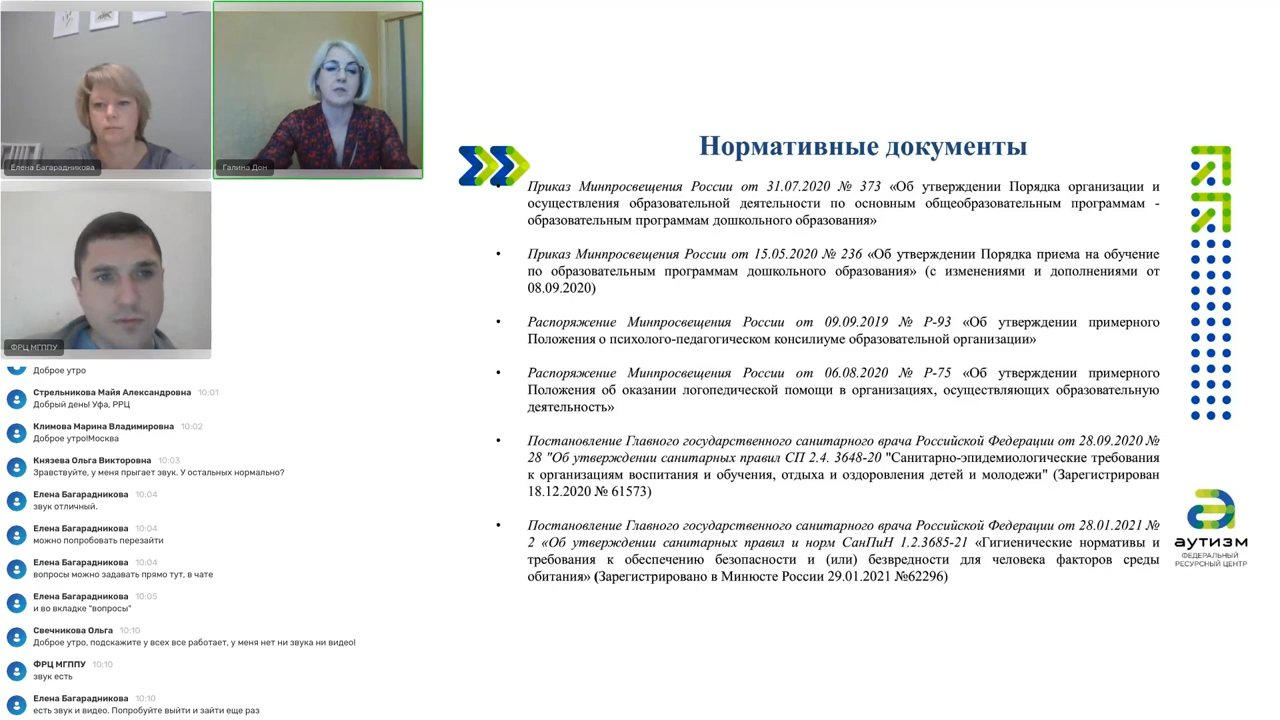 Елена Багарадникова
Галина Дон
ФРЦ МГППУ
Доброе утро
Стрельникова Майя Александровна 10:01
Добрый день! Уфа, РРЦ
Климова Марина Владимировна 10:02
Доброе утро!Москва
Князева Ольга Викторовна 10:03
Зравствуйте, у меня прыгает звук. У остальных нормально?
Елена Багарадникова 10:04
звук отличный.
Елена Багарадникова 10:04
можно попробовать перезайти
Елена Багарадникова 10:04
вопросы можно задавать прямо тут, в чате
Елена Багарадникова 10:05
и во вкладке "вопросы"
Свечникова Ольга 10:10
Доброе утро, подскажите у всех все работает, у меня нет ни звука ни видео!
ФРЦ МГППУ 10:10
звук есть
Елена Багарадникова 10:10
есть звук и видео. Попробуйте выйти и зайти еще раз
Нормативные документы
• Приказ Минпросвещения России от 31.07.2020 № 373 «Об утверждении Порядка организации и
осуществления образовательной деятельности по основным общеобразовательным программам -
образовательным программам дошкольного образования»
• Приказ Минпросвещения России от 15.05.2020 № 236 «Об утверждении Порядка приема на обучение
по образовательным программам дошкольного образования» (с изменениями и дополнениями от
08.09.2020)
• Распоряжение Минпросвещения России от 09.09.2019 № Р-93 «Об утверждении примерного
Положения о психолого-педагогическом консилиуме образовательной организации»
• Распоряжение Минпросвещения России от 06.08.2020 № Р-75 «Об утверждении примерного
Положения об оказании логопедической помощи в организациях, осуществляющих образовательную
деятельность»
• Постановление Главного государственного санитарного врача Российской Федерации от 28.09.2020 №
28 "Об утверждении санитарных правил СП 2.4. 3648-20 "Санитарно-эпидемиологические требования
к организациям воспитания и обучения, отдыха и оздоровления детей и молодежи" (Зарегистрирован
18.12.2020 № 61573)
• Постановление Главного государственного санитарного врача Российской Федерации от 28.01.2021 №
2 «Об утверждении санитарных правил и норм СанПиН 1.2.3685-21 «Гигиенические нормативы и
требования к обеспечению безопасности и (или) безвредности для человека факторов среды
обитания» (Зарегистрировано в Минюсте России 29.01.2021 №62296)
аутизм
ФЕДЕРАЛЬНЫЙ
РЕСУРСНЫЙ ЦЕНТР